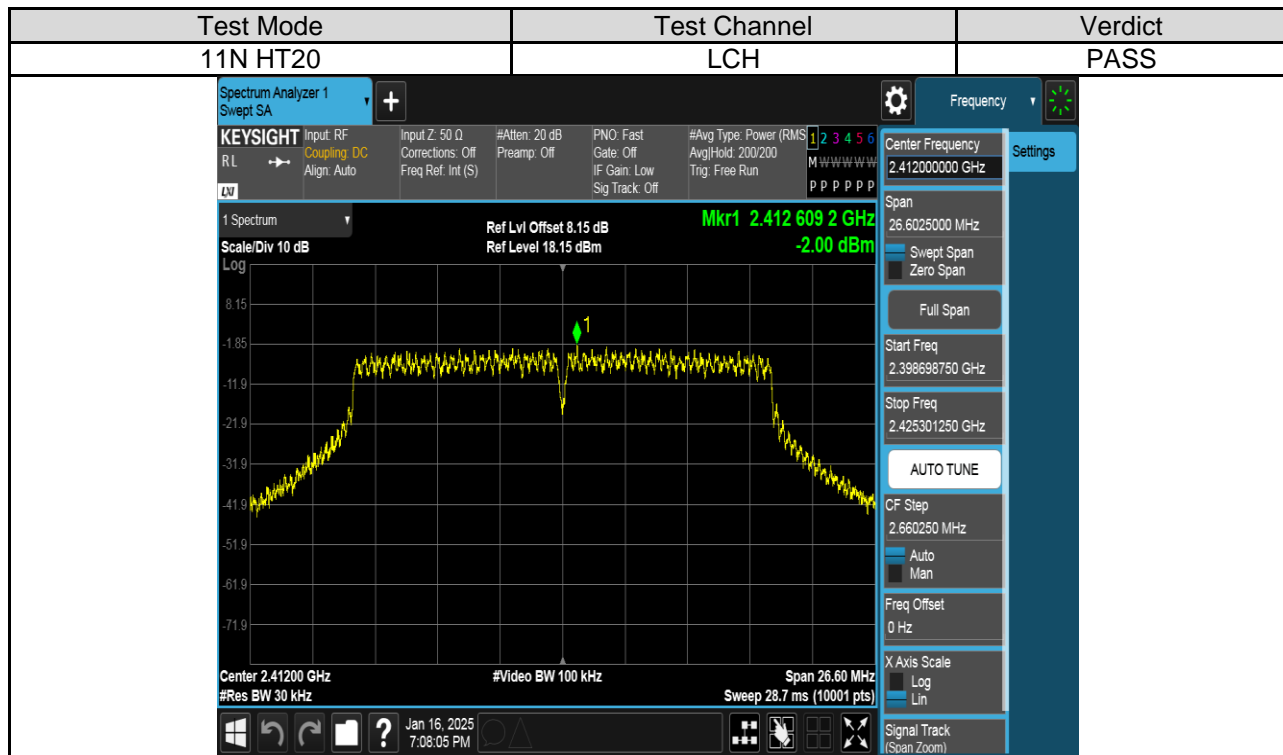 Test Mode Test Channel Verdict
11N HT20 LCH PASS
Spectrum Analyzer 1
Swept SA
+
Frequency
KEYSIGHT
RL
LXI
Input: RF
Coupling: DC
Align: Auto
Input Z: 50 Ω
Corrections: Off
Freq Ref: Int (S)
#Atten: 20 dB
Preamp: Off
PNO: Fast
Gate: Off
IF Gain: Low
Sig Track: Off
#Avg Type: Power (RMS
Avg|Hold: 200/200
Trig: Free Run
1 2 3 4 5 6
M W W W W W
P P P P P P
1 Spectrum
Scale/Div 10 dB
Ref Lvl Offset 8.15 dB
Ref Level 18.15 dBm
Mkr1 2.412 609 2 GHz
-2.00 dBm
Log
8.15
-1.85
-11.9
-21.9
-31.9
-41.9
-51.9
-61.9
-71.9
1
Center 2.41200 GHz
#Res BW 30 kHz
#Video BW 100 kHz
Span 26.60 MHz
Sweep 28.7 ms (10001 pts)
?
Jan 16, 2025
7:08:05 PM
Center Frequency
2.412000000 GHz
Span
26.6025000 MHz
Swept Span
Zero Span
Full Span
Start Freq
2.398698750 GHz
Stop Freq
2.425301250 GHz
AUTO TUNE
CF Step
2.660250 MHz
Auto
Man
Freq Offset
0 Hz
X Axis Scale
Log
Lin
Signal Track
(Span Zoom)
Settings